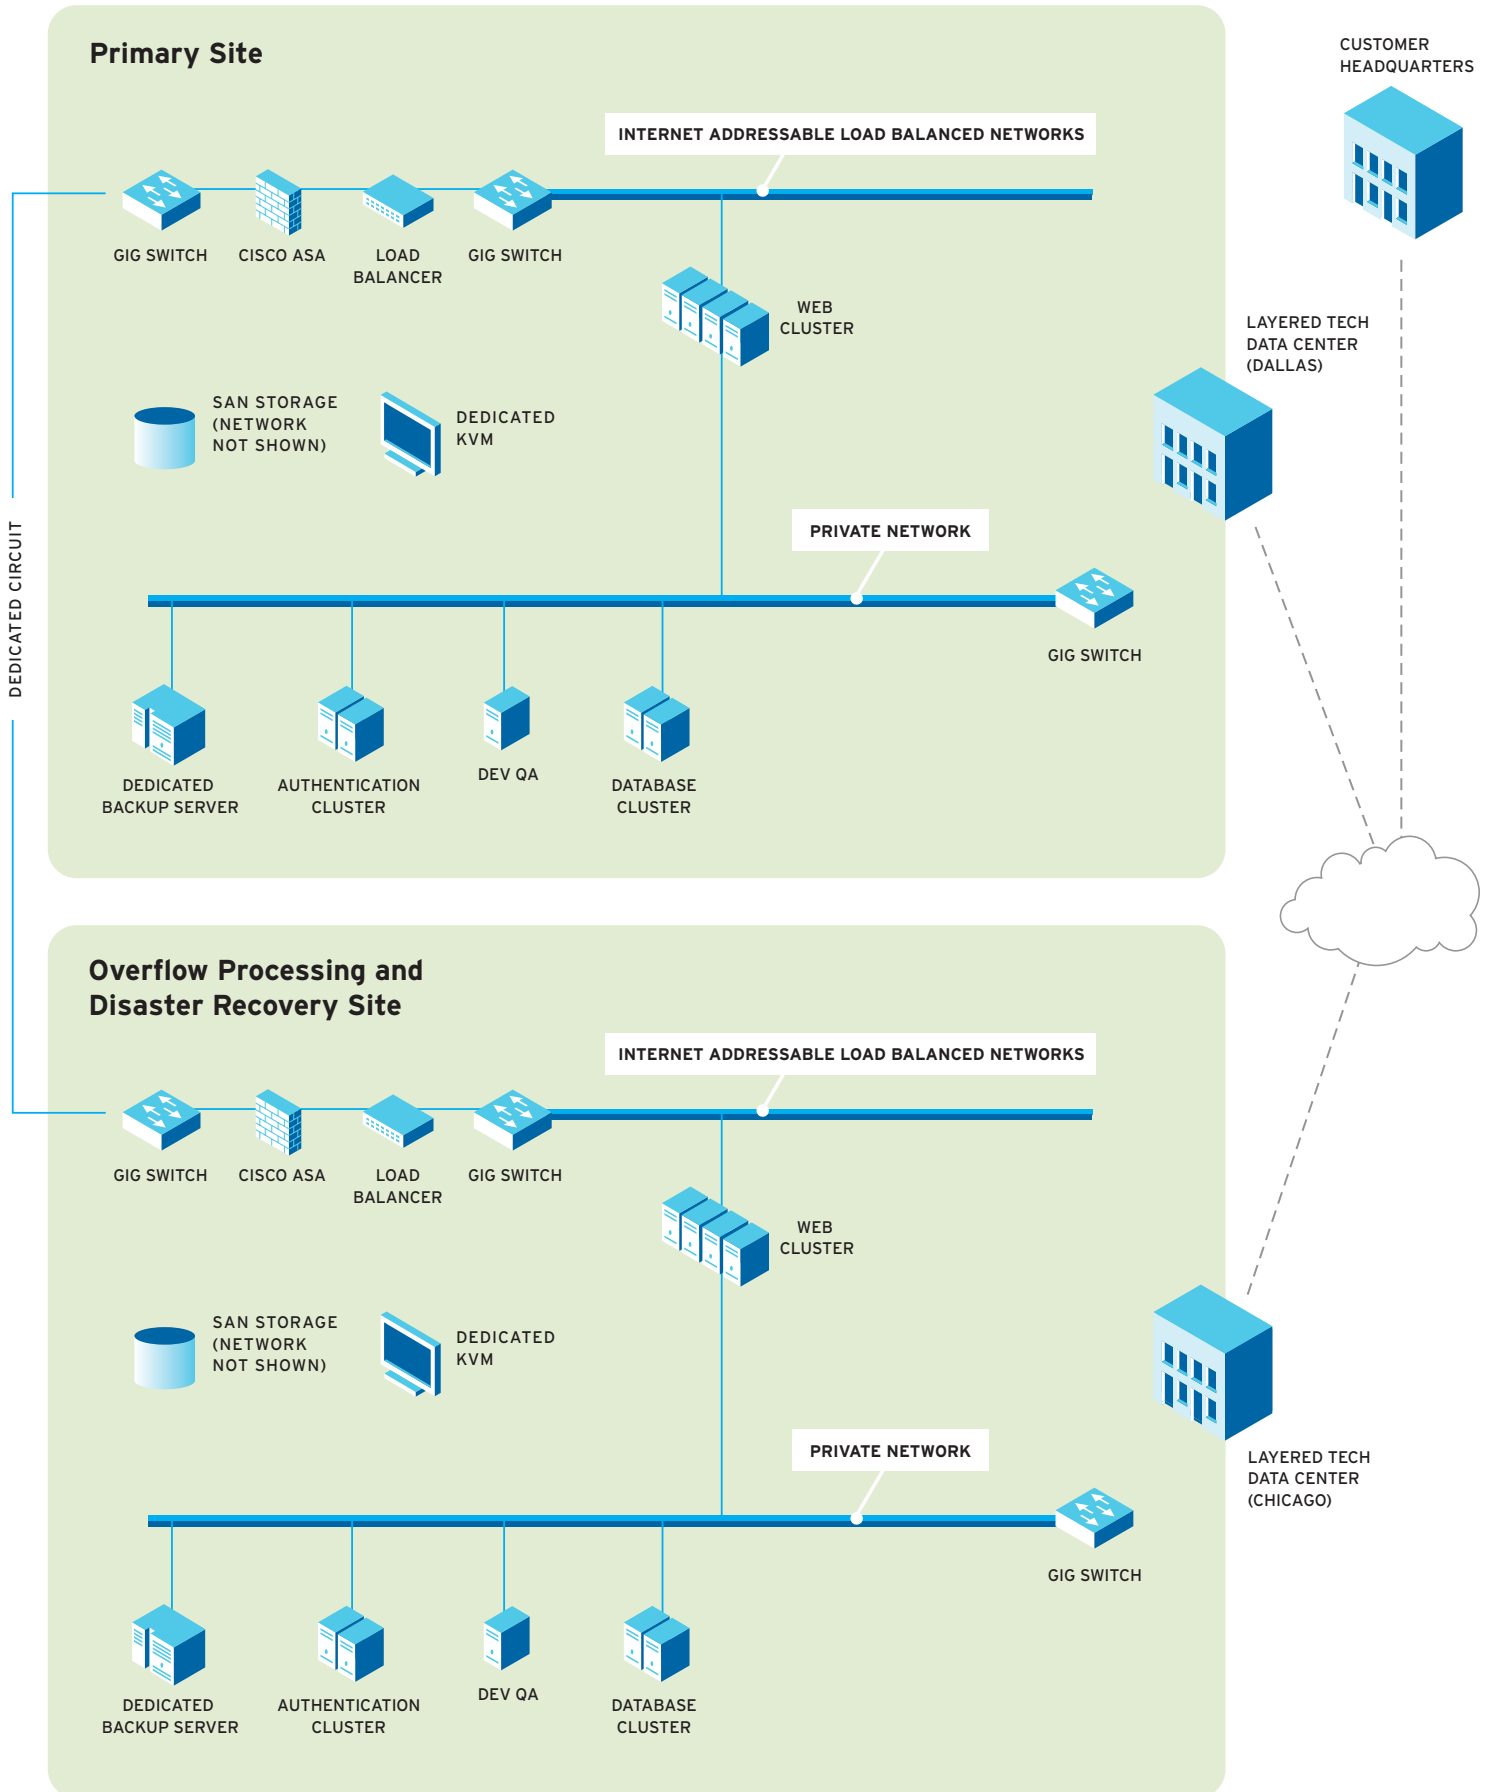 Primary Site
CUSTOMER
HEADQUARTERS
INTERNET ADDRESSABLE LOAD BALANCED NETWORKS
GIG SWITCH
CISCO ASA
LOAD
BALANCER
GIG SWITCH
WEB
CLUSTER
LAYERED TECH
DATA CENTER
(DALLAS)
SAN STORAGE
(NETWORK
NOT SHOWN)
DEDICATED
KVM
DEDICATED CIRCUIT
PRIVATE NETWORK
GIG SWITCH
DEDICATED
BACKUP SERVER
AUTHENTICATION
CLUSTER
DEV QA
DATABASE
CLUSTER
Overflow Processing and
Disaster Recovery Site
INTERNET ADDRESSABLE LOAD BALANCED NETWORKS
GIG SWITCH
CISCO ASA
LOAD
BALANCER
GIG SWITCH
WEB
CLUSTER
SAN STORAGE
(NETWORK
NOT SHOWN)
DEDICATED
KVM
PRIVATE NETWORK
LAYERED TECH
DATA CENTER
(CHICAGO)
GIG SWITCH
DEDICATED
BACKUP SERVER
AUTHENTICATION
CLUSTER
DEV QA
DATABASE
CLUSTER